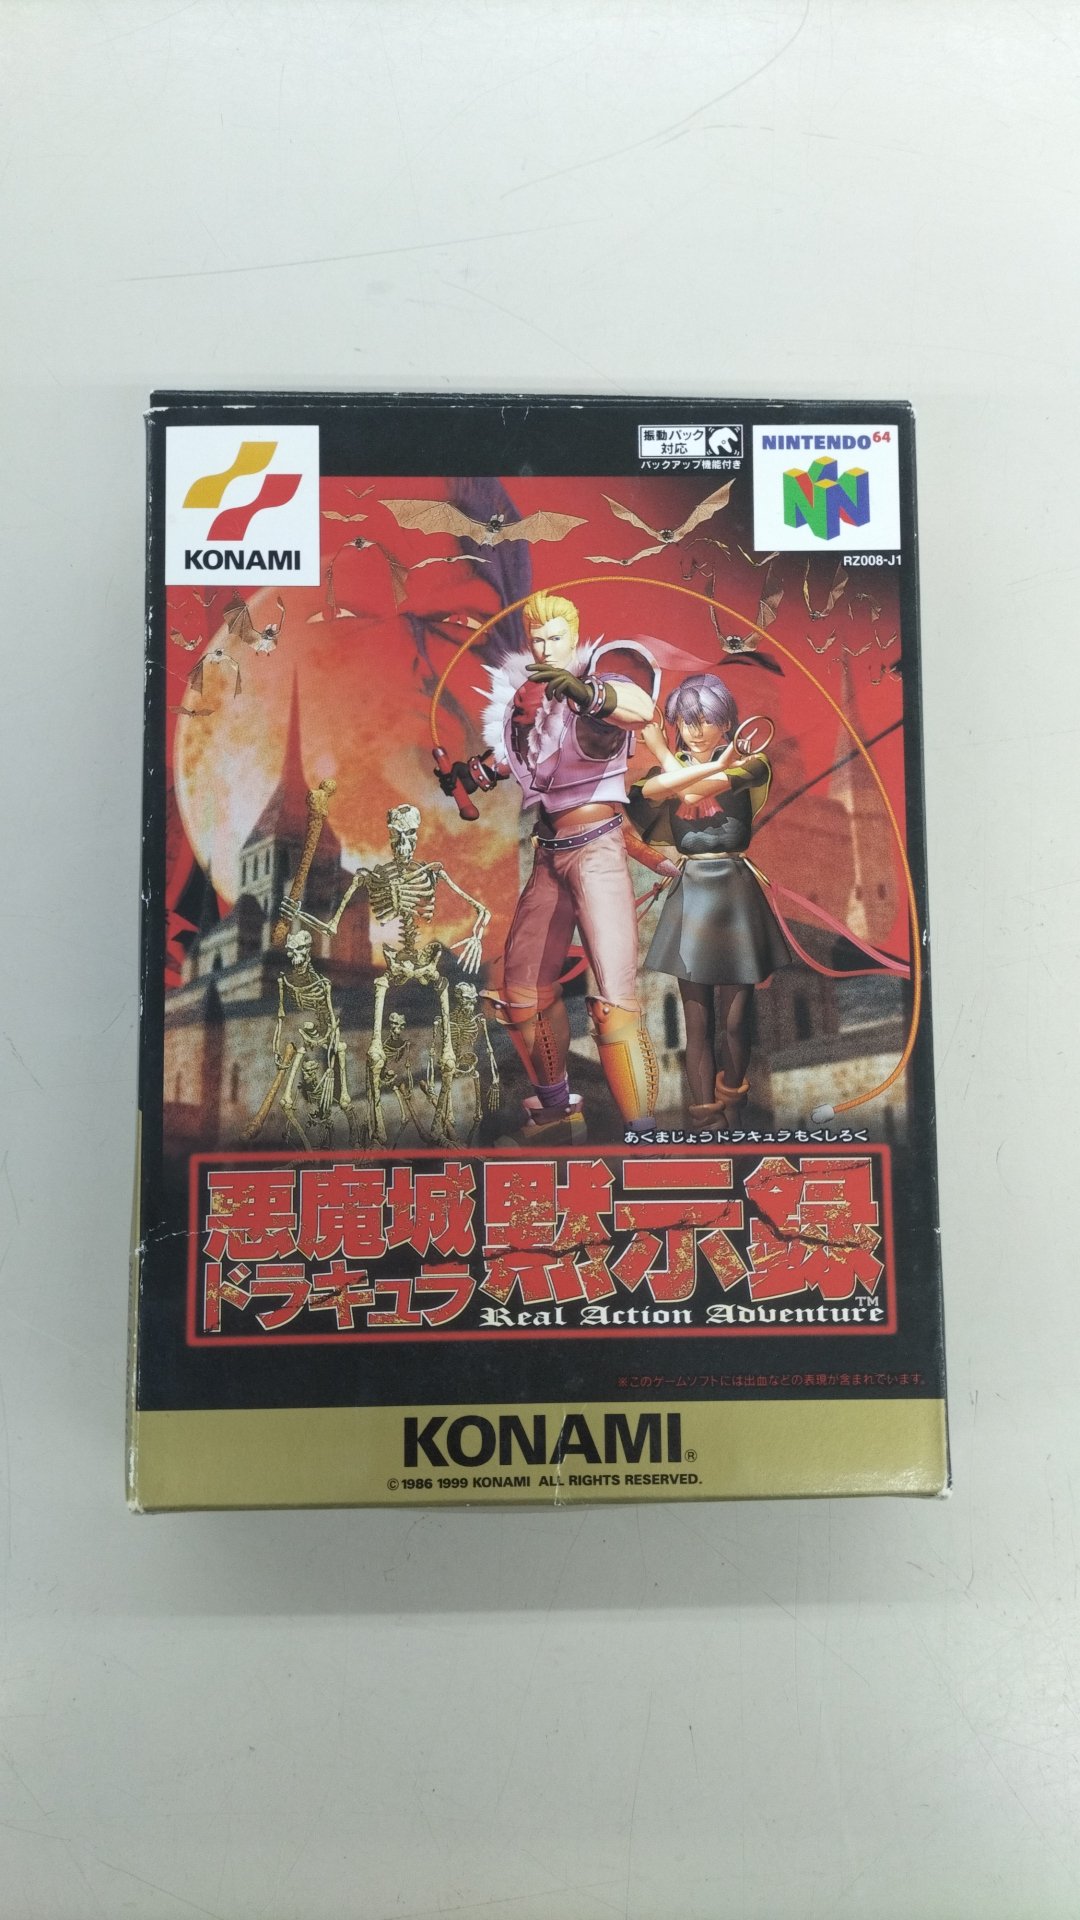 KONAMI
振動パック
対応
バックアップ機能付き
NINTENDO 64
RZ008-J1
あくまじょうドラキュラもくしろく
悪魔城
ドラキュラ
黙示録
TM
Real Action Adventure
※このゲームソフトには出血などの表現が含まれています。
KONAMI®
©1986 1999 KONAMI ALL RIGHTS RESERVED.